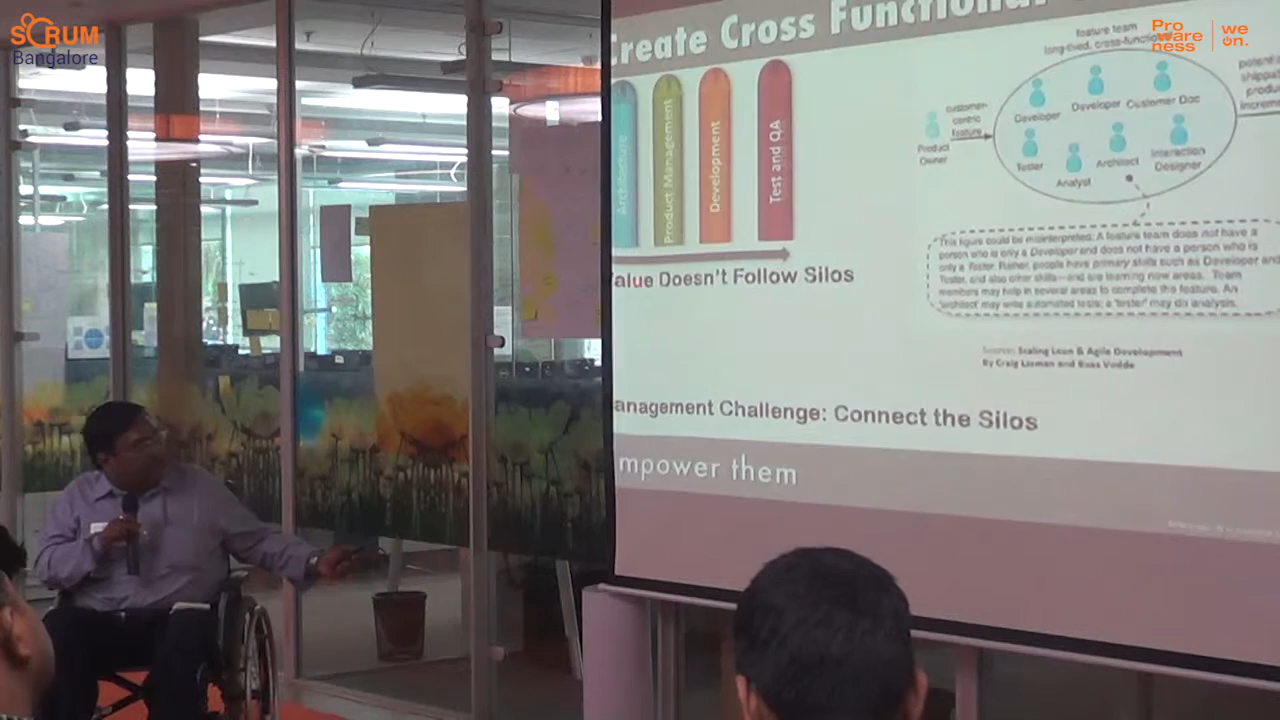 SCRUM
Bangalore
Pro
ware
ness
we
on.
Create Cross Functional
feature team
long-lived, cross-functional
Architecture
Product Management
Development
Test and QA
customer-
centric
feature
Product
Owner
Developer
Developer
Customer Doc
Tester
Analyst
Architect
Interaction
Designer
alue Doesn't Follow Silos
This figure could be misinterpreted: A feature team does not have a
person who is only a Developer and does not have a person who is
only a Tester. Rather, people have primary skills such as Developer and
Tester, and also other skills—and are learning new areas. Team
members may help in several areas to complete the feature. An
'architect' may write automated tests; a 'tester' may do analysis.
Source: Scaling Lean & Agile Development
By Craig Larman and Bas Vodde
anagement Challenge: Connect the Silos
mpower them